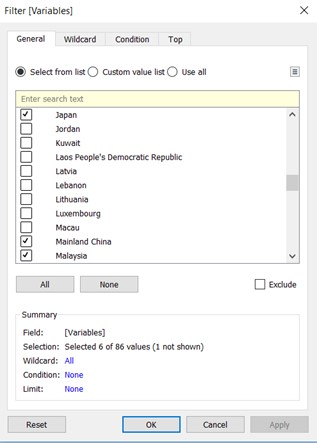 Filter [Variables]
General Wildcard Condition Top
Select from list Custom value list Use all
Enter search text
Japan
Jordan
Kuwait
Laos People's Democratic Republic
Latvia
Lebanon
Lithuania
Luxembourg
Macau
Mainland China
Malaysia
All None Exclude
Summary
Field: [Variables]
Selection: Selected 6 of 86 values (1 not shown)
Wildcard: All
Condition: None
Limit: None
Reset OK Cancel Apply